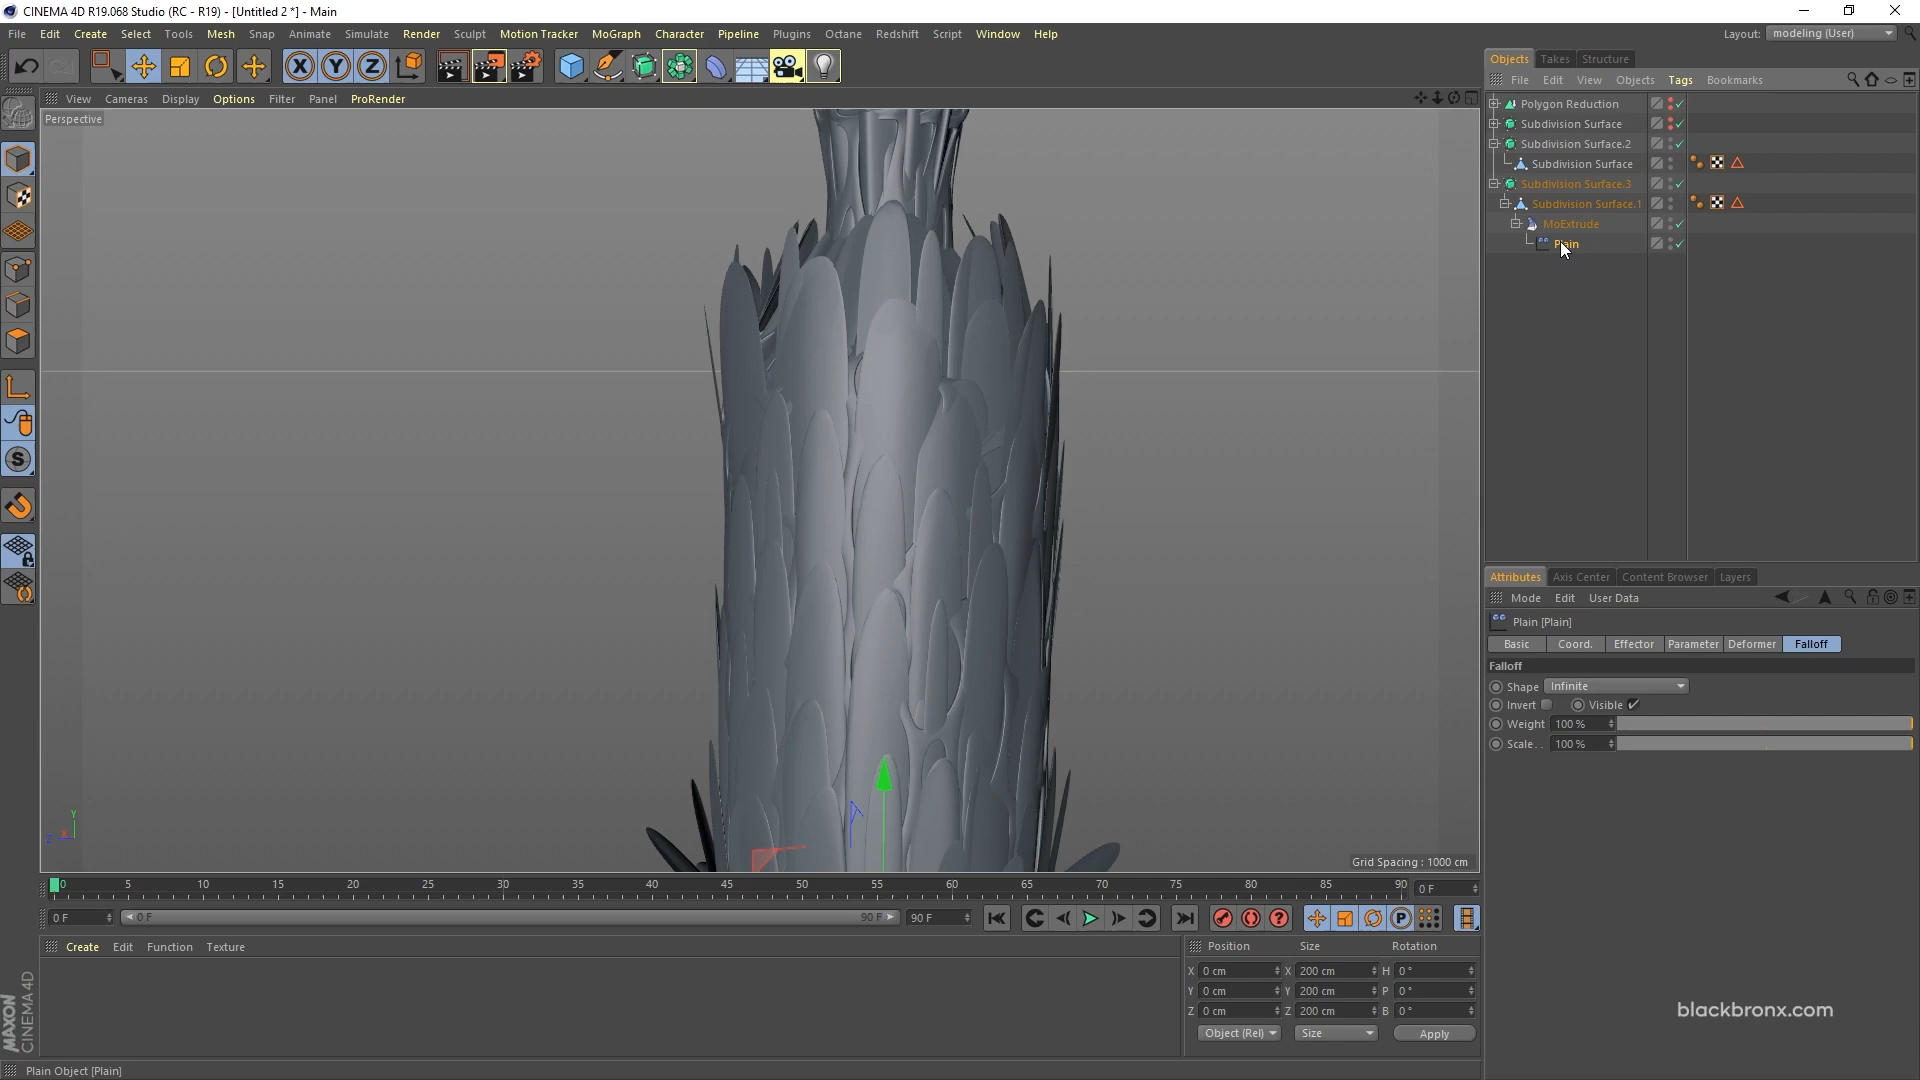 CINEMA 4D R19.068 Studio (RC - R19) - [Untitled 2 *] - Main
File Edit Create Select Tools Mesh Snap Animate Simulate Render Sculpt Motion Tracker MoGraph Character Pipeline Plugins Octane Redshift Script Window Help
Layout: modeling (User)
X Y Z
Objects Takes Structure
File Edit View Objects Tags Bookmarks
View Cameras Display Options Filter Panel ProRender
Perspective
Polygon Reduction
Subdivision Surface
Subdivision Surface.2
Subdivision Surface
Subdivision Surface.3
Subdivision Surface.1
MoExtrude
Plain
S
Attributes Axis Center Content Browser Layers
Mode Edit User Data
Plain [Plain]
Basic Coord. Effector Parameter Deformer Falloff
Falloff
Shape Infinite
Invert Visible
Weight 100 %
Scale . . 100 %
Y
X
Z
Grid Spacing : 1000 cm
0 5 10 15 20 25 30 35 40 45 50 55 60 65 70 75 80 85 90 0 F
0 F 0 F 90 F 90 F
P
Create Edit Function Texture
Position Size Rotation
X 0 cm X 200 cm H 0 °
Y 0 cm Y 200 cm P 0 °
Z 0 cm Z 200 cm B 0 °
Object (Rel) Size Apply
MAXON
CINEMA 4D
blackbronx.com
Plain Object [Plain]